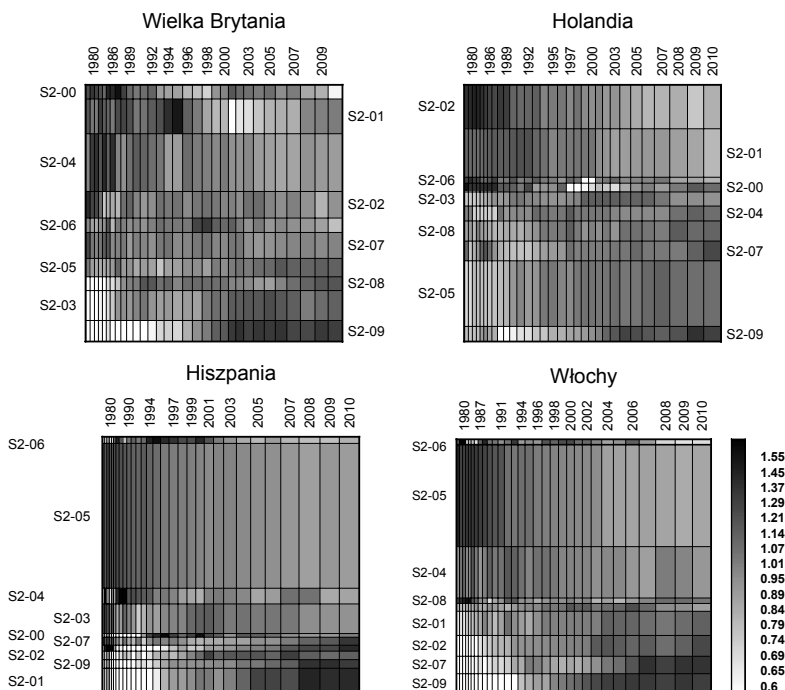 Wielka Brytania
1980 1986 1989 1992 1994 1996 1998 2000 2003 2005 2007 2009
S2-00
S2-01
S2-04
S2-02
S2-06
S2-07
S2-05
S2-08
S2-03
S2-09
Holandia
1980 1986 1989 1992 1995 1997 2000 2003 2005 2007 2008 2009 2010
S2-02
S2-01
S2-06
S2-00
S2-03
S2-04
S2-08
S2-07
S2-05
S2-09
Hiszpania
1980 1990 1994 1997 1999 2001 2003 2005 2007 2008 2009 2010
S2-06
S2-05
S2-04
S2-03
S2-00
S2-07
S2-02
S2-09
S2-01
Włochy
1980 1987 1991 1994 1996 1998 2000 2002 2004 2006 2008 2009 2010
S2-06
S2-05
S2-04
S2-08
S2-01
S2-02
S2-07
S2-09
1.55
1.45
1.37
1.29
1.21
1.14
1.07
1.01
0.95
0.89
0.84
0.79
0.74
0.69
0.65
0.6